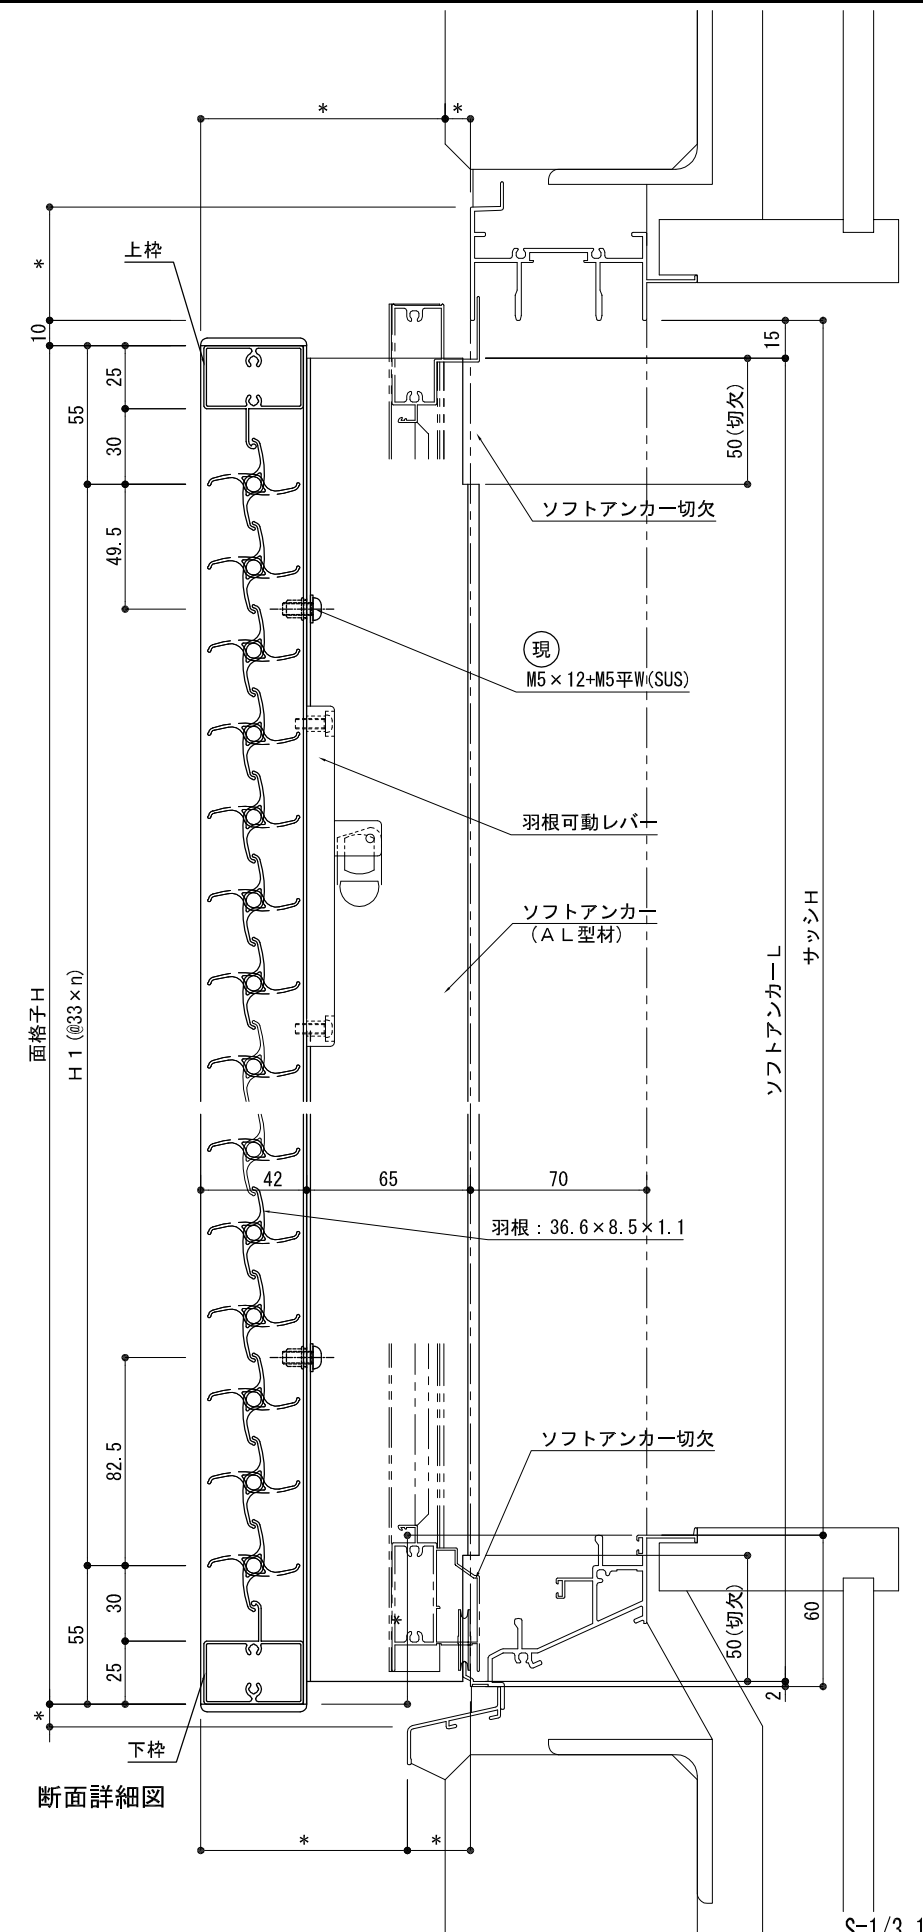 *
*
*
上枠
10
15
25
55
30
50(切欠)
ソフトアンカー切欠
49.5
現
M5×12+M5平W(SUS)
羽根可動レバー
ソフトアンカー
(AL型材)
サッシH
ソフトアンカーL
面格子H
H1(@33×n)
42
65
70
羽根:36.6×8.5×1.1
ソフトアンカー切欠
82.5
30
55
25
*
50(切欠)
60
2
*
下枠
断面詳細図
*
*